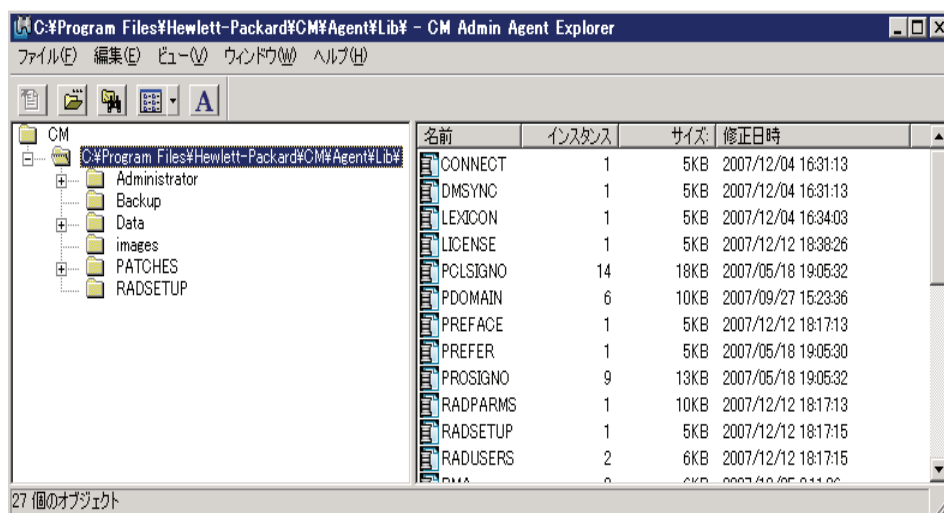 C:¥Program Files¥Hewlett-Packard¥CM¥Agent¥Lib¥ - CM Admin Agent Explorer
ファイル(F) 編集(E) ビュー(V) ウィンドウ(W) ヘルプ(H)
A
CM
C:¥Program Files¥Hewlett-Packard¥CM¥Agent¥Lib¥
Administrator
Backup
Data
images
PATCHES
RADSETUP
名前 インスタンス サイズ: 修正日時
CONNECT 1 5KB 2007/12/04 16:31:13
DMSYNC 1 5KB 2007/12/04 16:31:13
LEXICON 1 5KB 2007/12/04 16:34:03
LICENSE 1 5KB 2007/12/12 18:38:26
PCLSIGNO 14 18KB 2007/05/18 19:05:32
PDOMAIN 6 10KB 2007/09/27 15:23:36
PREFACE 1 5KB 2007/12/12 18:17:13
PREFER 1 5KB 2007/05/18 19:05:30
PROSIGNO 9 13KB 2007/05/18 19:05:32
RADPARMS 1 10KB 2007/12/12 18:17:13
RADSETUP 1 5KB 2007/12/12 18:17:15
RADUSERS 2 6KB 2007/12/12 18:17:15
27 個のオブジェクト